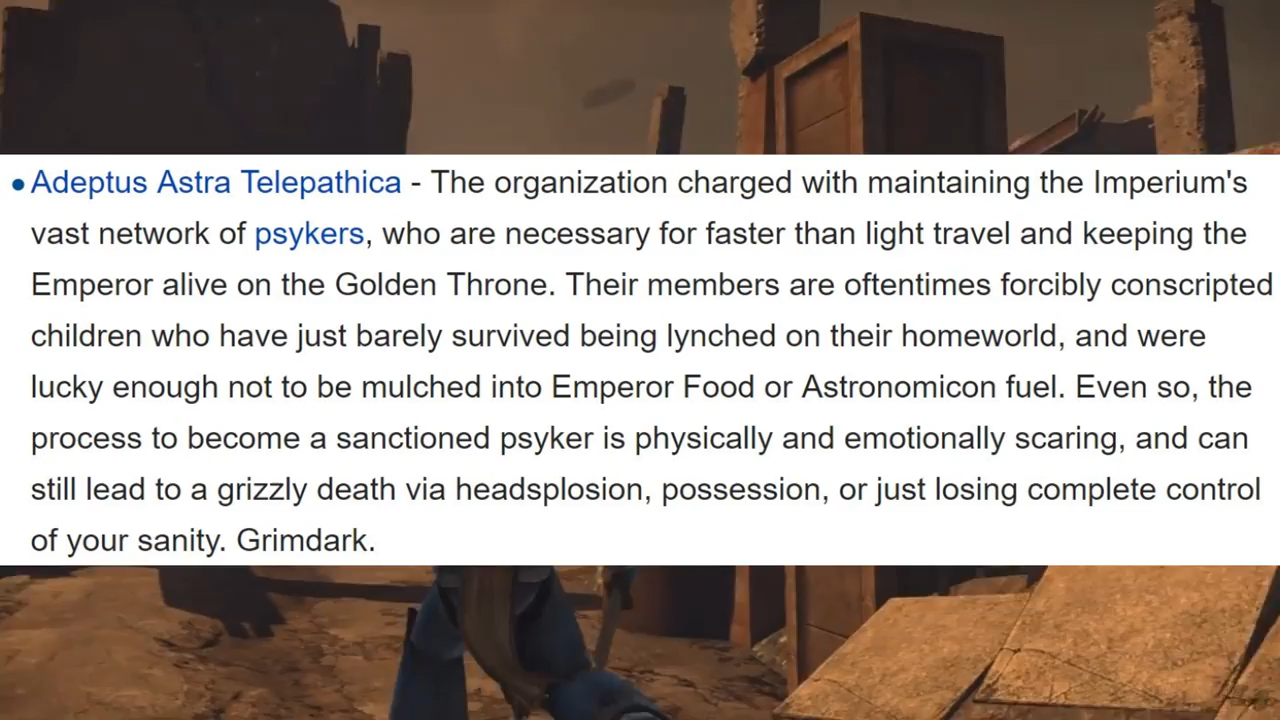 • Adeptus Astra Telepathica - The organization charged with maintaining the Imperium's
vast network of psykers, who are necessary for faster than light travel and keeping the
Emperor alive on the Golden Throne. Their members are oftentimes forcibly conscripted
children who have just barely survived being lynched on their homeworld, and were
lucky enough not to be mulched into Emperor Food or Astronomicon fuel. Even so, the
process to become a sanctioned psyker is physically and emotionally scaring, and can
still lead to a grizzly death via headsplosion, possession, or just losing complete control
of your sanity. Grimdark.